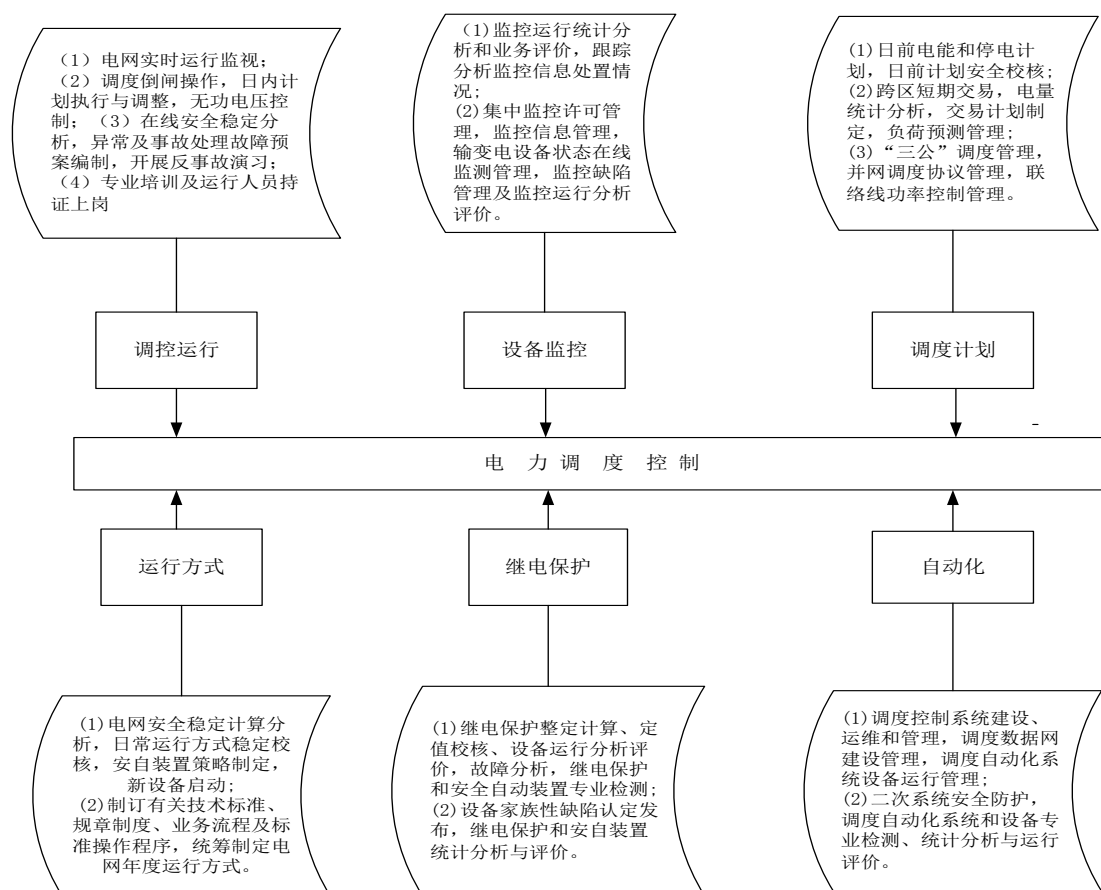 （1）电网实时运行监视；
（2）调度倒闸操作，日内计
划执行与调整，无功电压控
制；（3）在线安全稳定分
析，异常及事故处理故障预
案编制，开展反事故演习；
（4）专业培训及运行人员持
证上岗
(1)监控运行统计分
析和业务评价，跟踪
分析监控信息处置情
况;
(2)集中监控许可管
理，监控信息管理，
输变电设备状态在线
监测管理，监控缺陷
管理及监控运行分析
评价。
(1)日前电能和停电计
划，日前计划安全校核;
(2)跨区短期交易，电量
统计分析，交易计划制
定，负荷预测管理;
(3)“三公”调度管理，
并网调度协议管理，联
络线功率控制管理。
调控运行
设备监控
调度计划
电 力 调 度 控 制
运行方式
继电保护
自动化
(1)电网安全稳定计算分
析，日常运行方式稳定校
核，安自装置策略制定，
新设备启动;
(2)制订有关技术标准、
规章制度、业务流程及标
准操作程序，统筹制定电
网年度运行方式。
(1)继电保护整定计算、定
值校核、设备运行分析评
价，故障分析，继电保护
和安全自动装置专业检测;
(2)设备家族性缺陷认定发
布，继电保护和安自装置
统计分析与评价。
(1)调度控制系统建设、
运维和管理，调度数据网
建设管理，调度自动化系
统设备运行管理;
(2)二次系统安全防护，
调度自动化系统和设备专
业检测、统计分析与运行
评价。